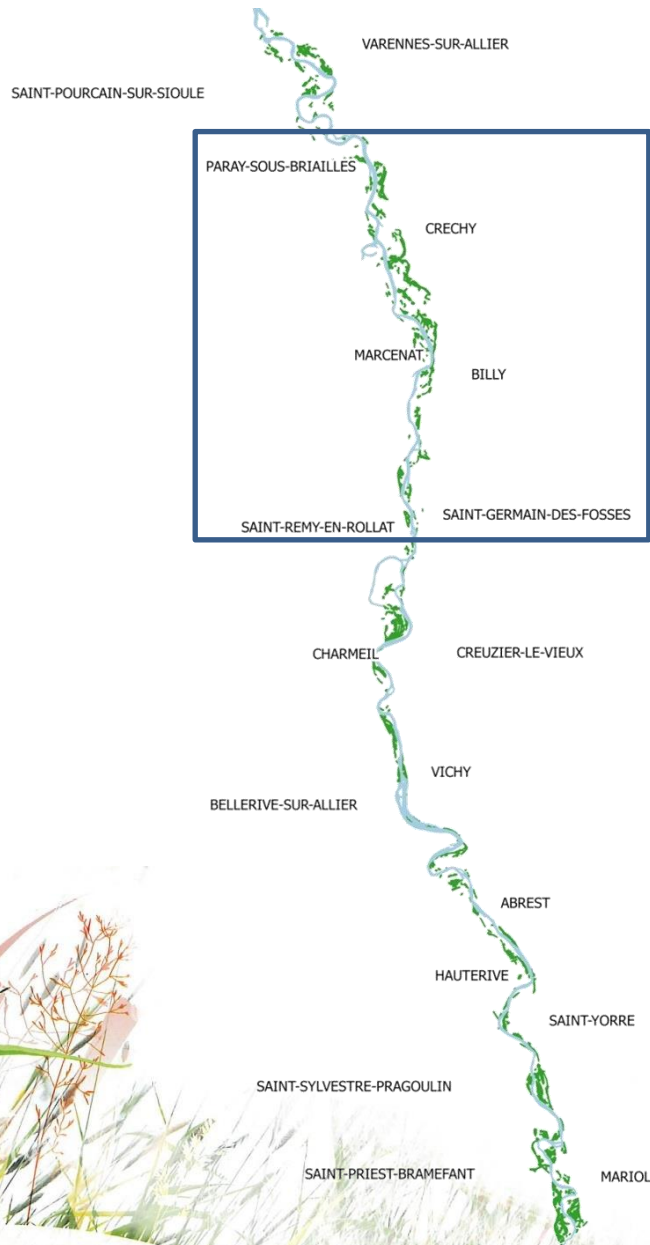 VARENNES-SUR-ALLIER
SAINT-POURCAIN-SUR-SIOULE
PARAY-SOUS-BRIAILLES
CRECHY
MARCENAT
BILLY
SAINT-GERMAIN-DES-FOSSES
SAINT-REMY-EN-ROLLAT
CHARMEIL
CREUZIER-LE-VIEUX
VICHY
BELLERIVE-SUR-ALLIER
ABREST
HAUTERIVE
SAINT-YORRE
SAINT-SYLVESTRE-PRAGOULIN
SAINT-PRIEST-BRAMEFANT
MARIOL